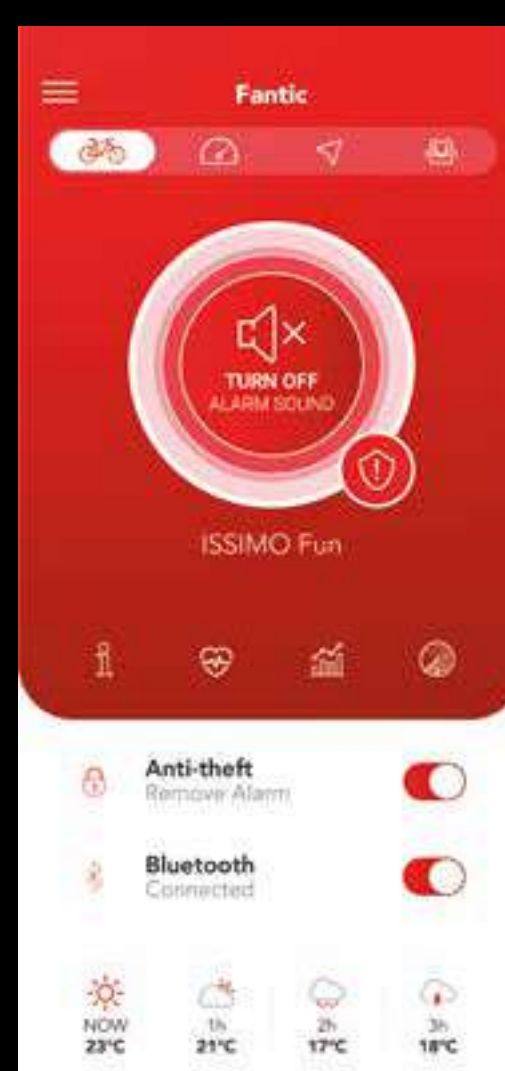 Fantic
TURN OFF
ALARM SOUND
ISSIMO Fun
Anti-theft
Remove Alarm
Bluetooth
Connected
NOW 1h 2h 3h
23°C 21°C 17°C 18°C